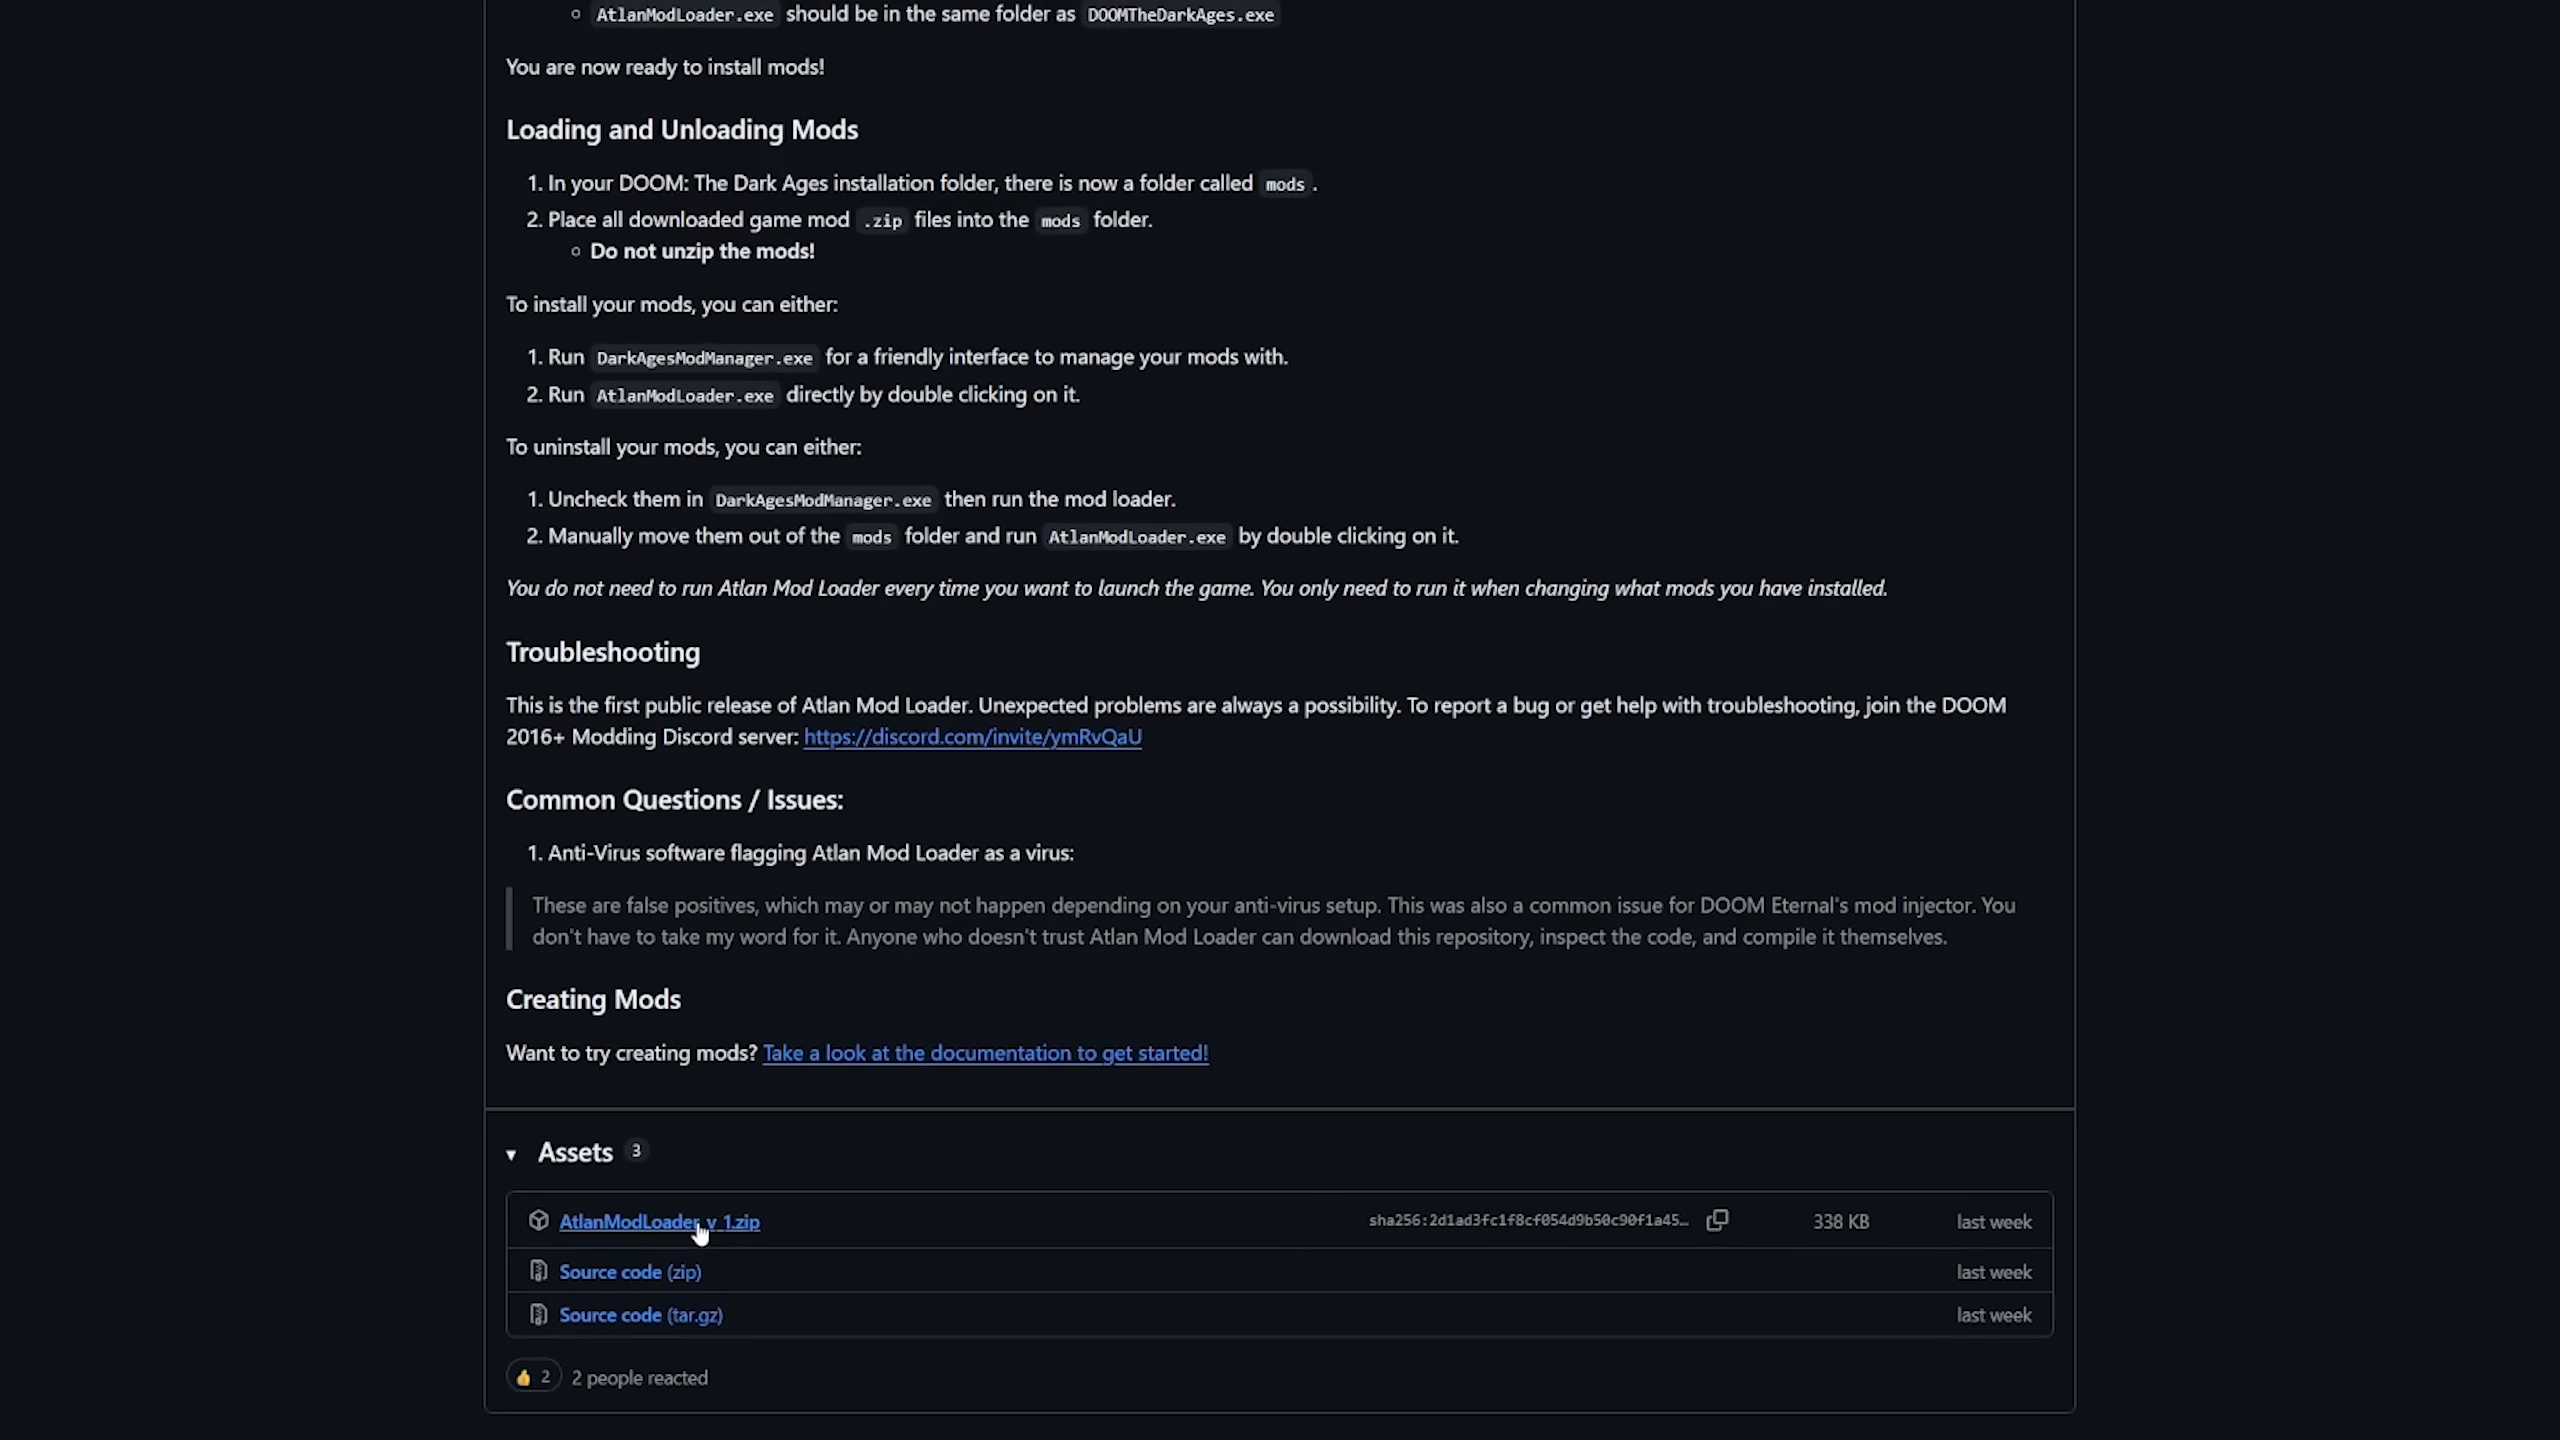 ○ AtlanModLoader.exe should be in the same folder as DOOMTheDarkAges.exe
You are now ready to install mods!
Loading and Unloading Mods
1. In your DOOM: The Dark Ages installation folder, there is now a folder called mods .
2. Place all downloaded game mod .zip files into the mods folder.
○ Do not unzip the mods!
To install your mods, you can either:
1. Run DarkAgesModManager.exe for a friendly interface to manage your mods with.
2. Run AtlanModLoader.exe directly by double clicking on it.
To uninstall your mods, you can either:
1. Uncheck them in DarkAgesModManager.exe then run the mod loader.
2. Manually move them out of the mods folder and run AtlanModLoader.exe by double clicking on it.
You do not need to run Atlan Mod Loader every time you want to launch the game. You only need to run it when changing what mods you have installed.
Troubleshooting
This is the first public release of Atlan Mod Loader. Unexpected problems are always a possibility. To report a bug or get help with troubleshooting, join the DOOM
2016+ Modding Discord server: https://discord.com/invite/ymRvQaU
Common Questions / Issues:
1. Anti-Virus software flagging Atlan Mod Loader as a virus:
These are false positives, which may or may not happen depending on your anti-virus setup. This was also a common issue for DOOM Eternal's mod injector. You
don't have to take my word for it. Anyone who doesn't trust Atlan Mod Loader can download this repository, inspect the code, and compile it themselves.
Creating Mods
Want to try creating mods? Take a look at the documentation to get started!
▼ Assets 3
AtlanModLoader_v_1.zip sha256:2d1ad3fc1f8cf054d9b50c90f1a45… 338 KB last week
Source code (zip) last week
Source code (tar.gz) last week
👍 2 2 people reacted